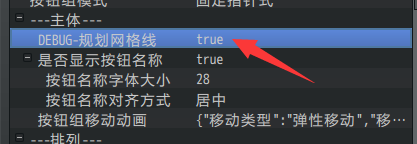 按钮组模式 固定指针式
---主体---
DEBUG-规划网格线 true
是否显示按钮名称 true
按钮名称字体大小 28
按钮名称对齐方式 居中
按钮组移动动画 {"移动类型":"弹性移动","移…
---排列---